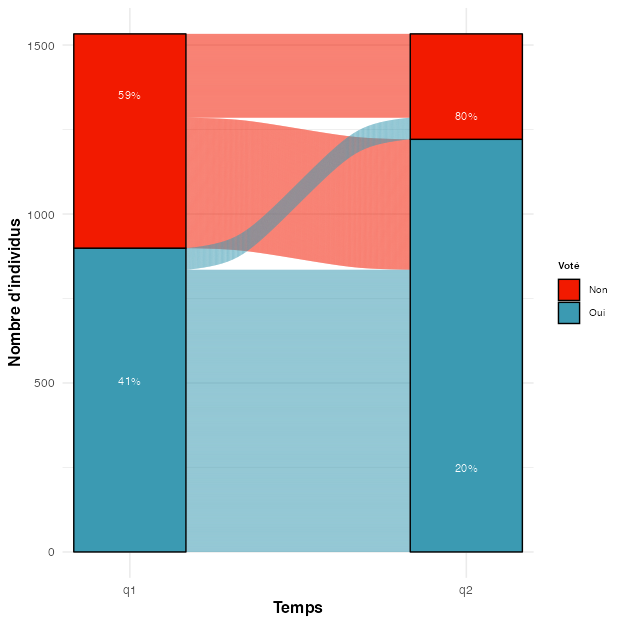 Nombre d'individus
1500
1000
500
0
59%
41%
80%
20%
q1
q2
Temps
Voté
Non
Oui